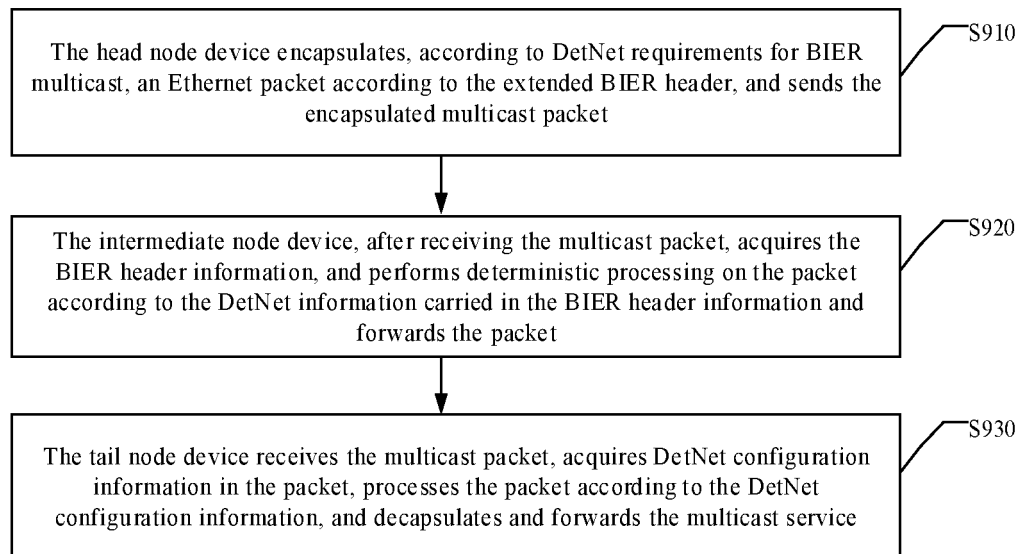 The head node device encapsulates, according to DetNet requirements for BIER
multicast, an Ethernet packet according to the extended BIER header, and sends the
encapsulated multicast packet
S910
The intermediate node device, after receiving the multicast packet, acquires the
BIER header information, and performs deterministic processing on the packet
according to the DetNet information carried in the BIER header information and
forwards the packet
S920
The tail node device receives the multicast packet, acquires DetNet configuration
information in the packet, processes the packet according to the DetNet
configuration information, and decapsulates and forwards the multicast service
S930